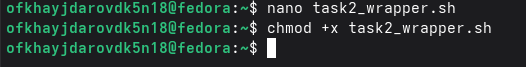 ofkhayjdarovdk5n18@fedora:~$ nano task2_wrapper.sh
ofkhayjdarovdk5n18@fedora:~$ chmod +x task2_wrapper.sh
ofkhayjdarovdk5n18@fedora:~$